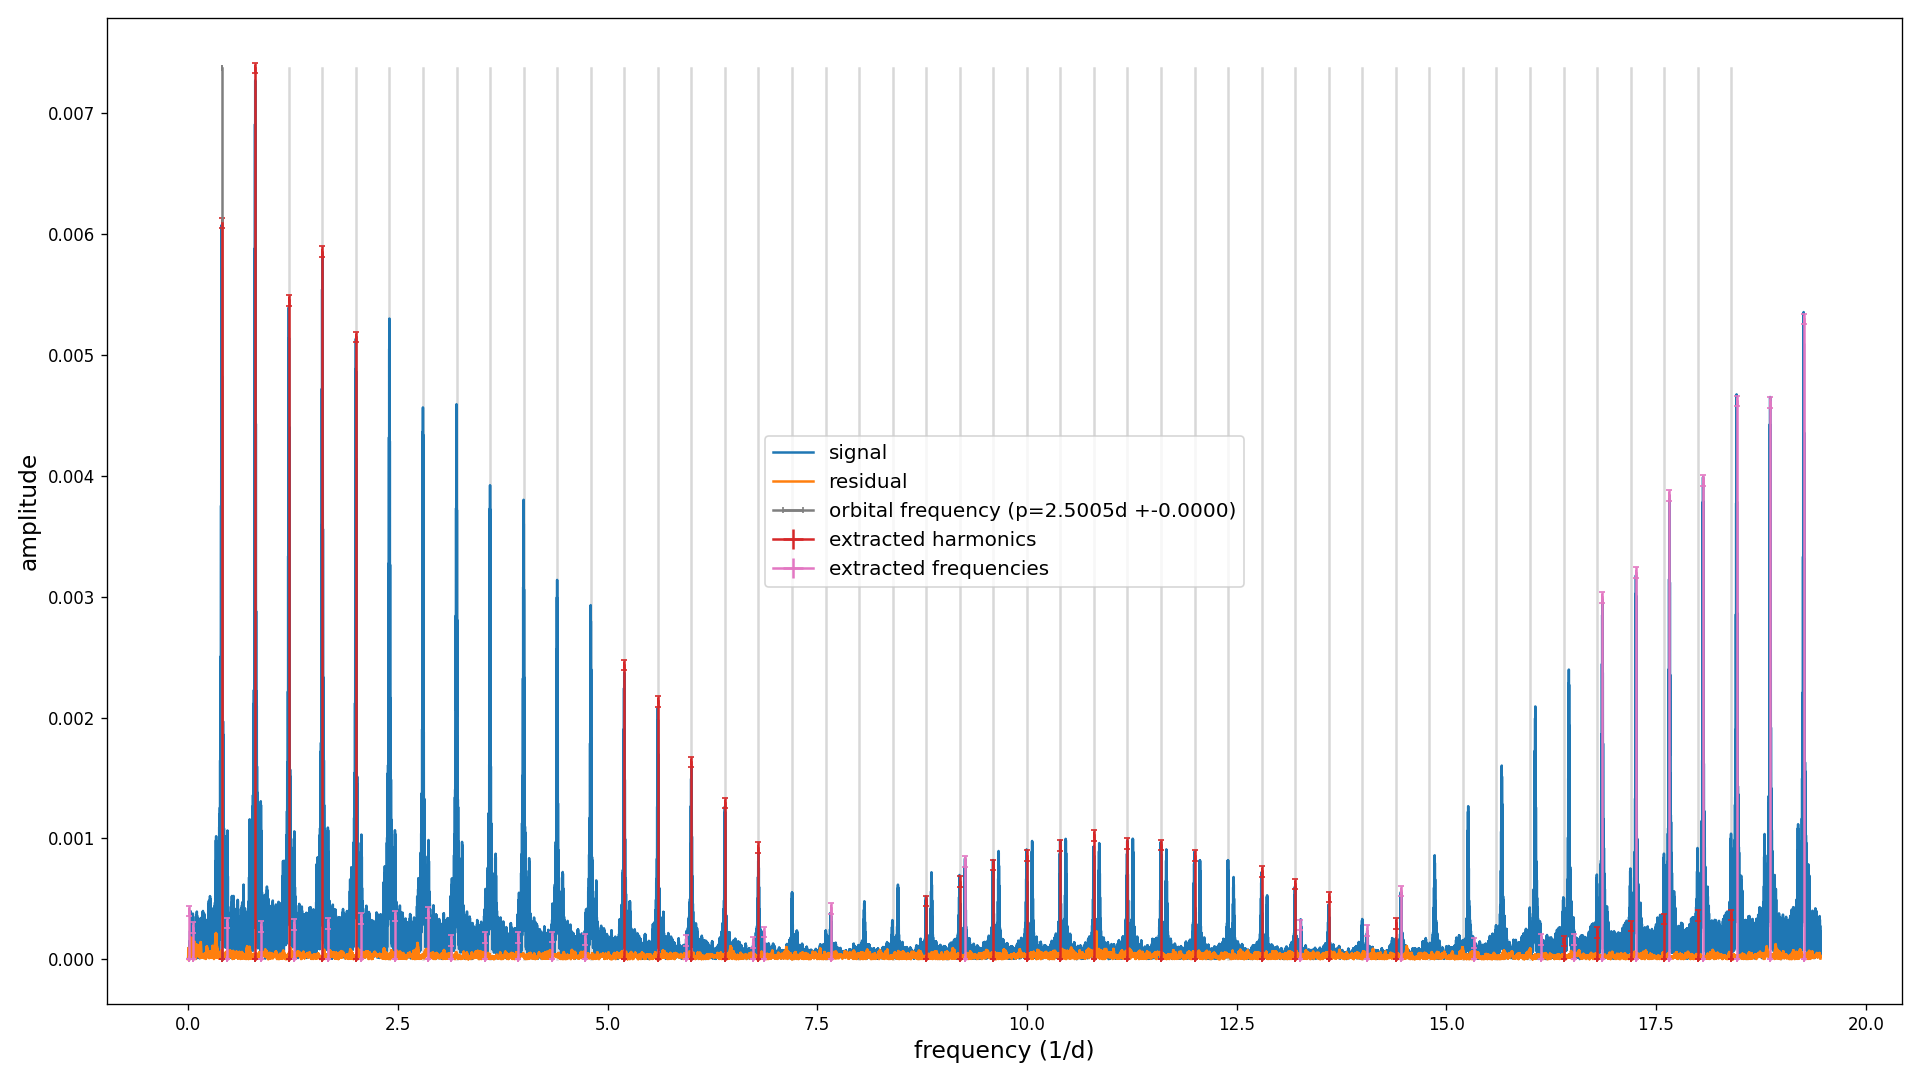 0.007
0.006
0.005
0.004
0.003
0.002
0.001
0.000
amplitude
signal
residual
orbital frequency (p=2.5005d +-0.0000)
extracted harmonics
extracted frequencies
0.0 2.5 5.0 7.5 10.0 12.5 15.0 17.5 20.0
frequency (1/d)